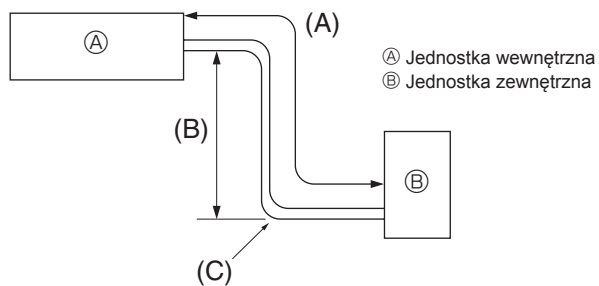 (A)
Ⓐ
Ⓐ Jednostka wewnętrzna
Ⓑ Jednostka zewnętrzna
(B)
Ⓑ
(C)